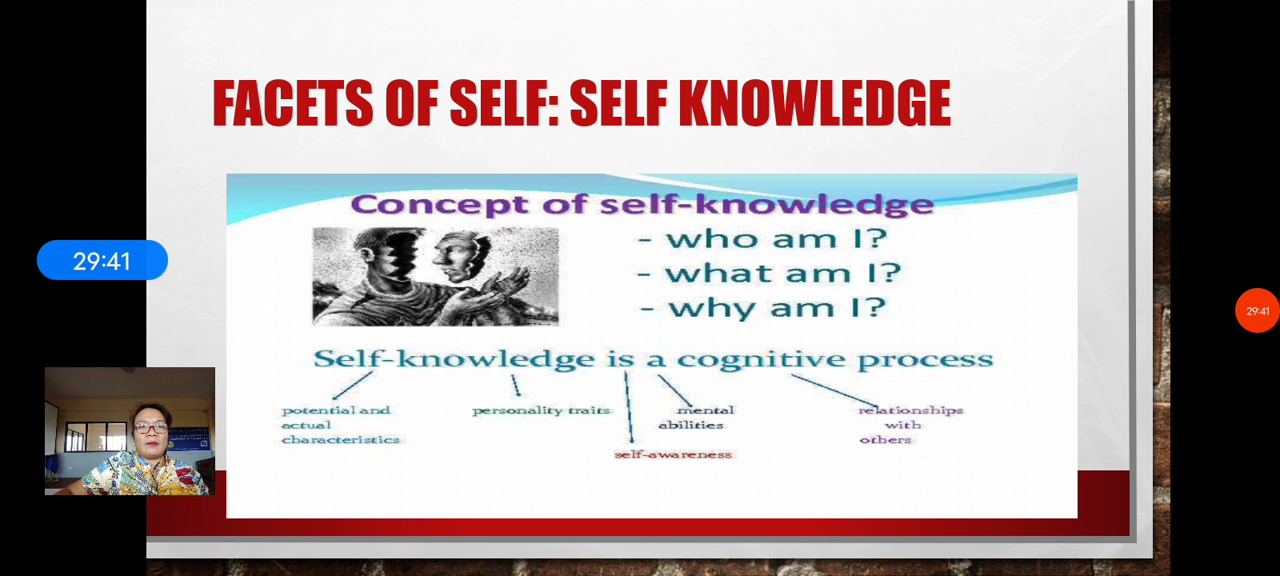 FACETS OF SELF: SELF KNOWLEDGE
Concept of self-knowledge
- who am I?
- what am I?
- why am I?
29:41
29:41
Self-knowledge is a cognitive process
potential and
actual
characteristics
personality traits
self-awareness
mental
abilities
relationships
with
others